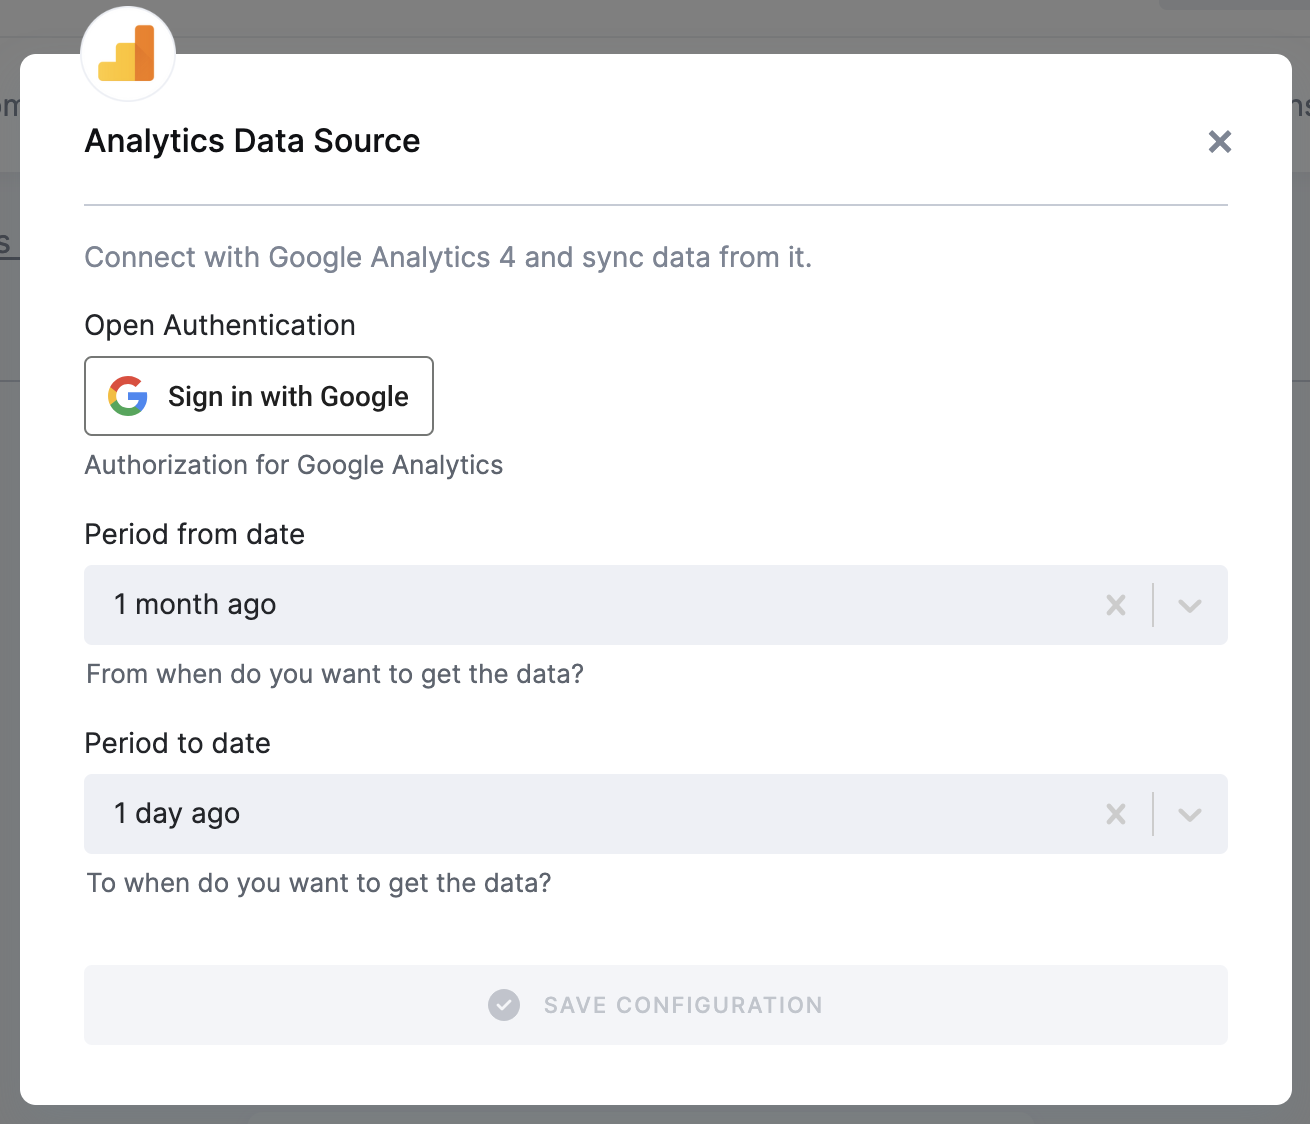 Analytics Data Source
Connect with Google Analytics 4 and sync data from it.
Open Authentication
Sign in with Google
Authorization for Google Analytics
Period from date
1 month ago
From when do you want to get the data?
Period to date
1 day ago
To when do you want to get the data?
SAVE CONFIGURATION